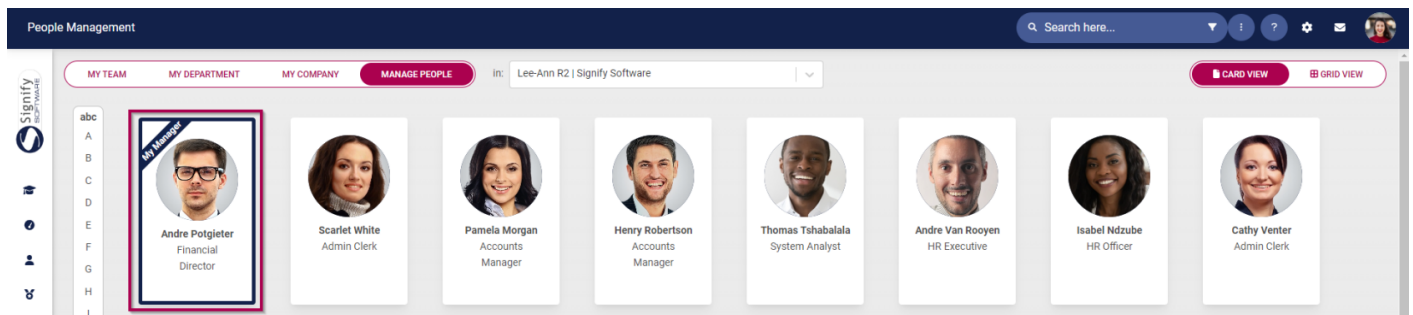 People Management
Search here...
?
Signify
SOFTWARE
MY TEAM
MY DEPARTMENT
MY COMPANY
MANAGE PEOPLE
in:
Lee-Ann R2 | Signify Software
CARD VIEW
GRID VIEW
abc
A
B
C
D
E
F
G
H
I
My Manager
Andre Potgieter
Financial
Director
Scarlet White
Admin Clerk
Pamela Morgan
Accounts
Manager
Henry Robertson
Accounts
Manager
Thomas Tshabalala
System Analyst
Andre Van Rooyen
HR Executive
Isabel Ndzube
HR Officer
Cathy Venter
Admin Clerk